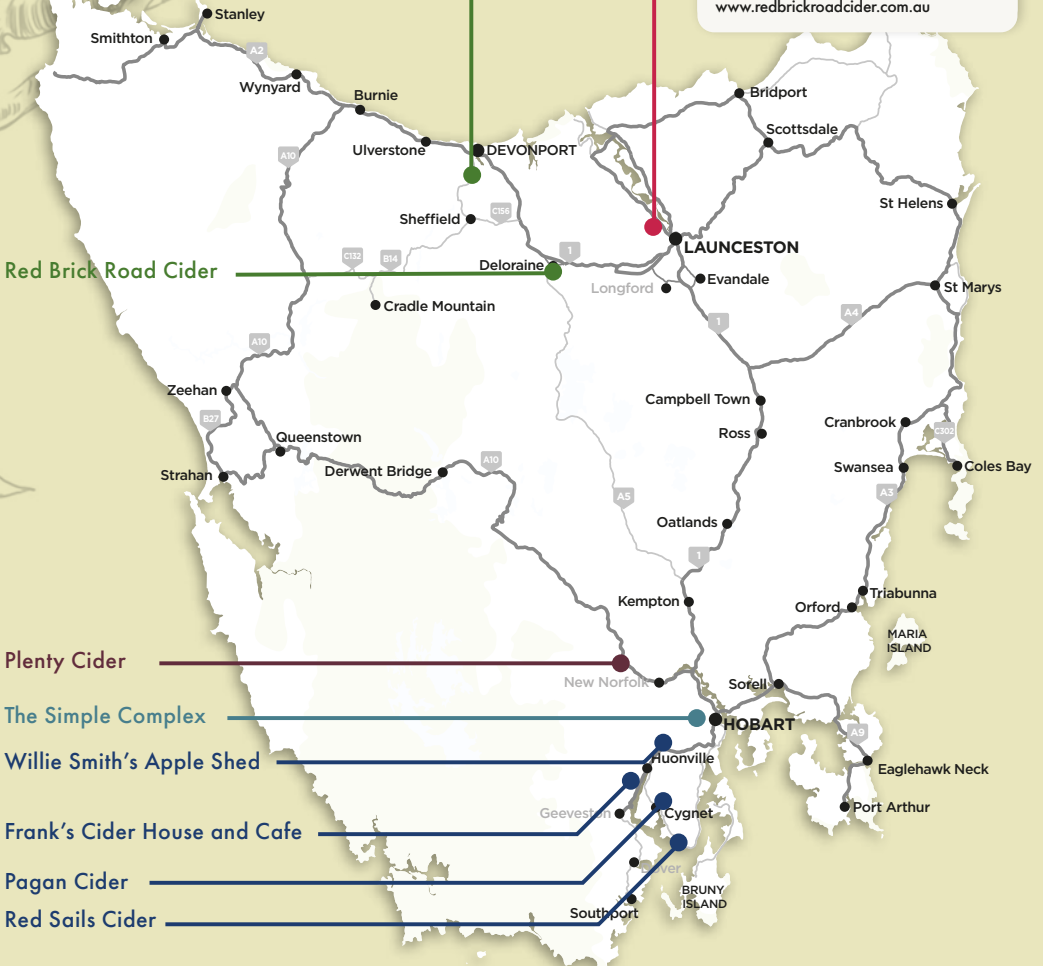 www.redbrickroadcider.com.au
Stanley
Smithton
A2
Wynyard
Burnie
Bridport
Scottsdale
Ulverstone
DEVONPORT
A10
St Helens
Sheffield
C156
LAUNCESTON
1
C132
B14
Deloraine
Red Brick Road Cider
Evandale
Longford
St Marys
Cradle Mountain
A4
1
A10
Zeehan
Campbell Town
B27
Cranbrook
C302
Ross
Queenstown
Derwent Bridge
A10
Swansea
Coles Bay
Strahan
A5
A3
Oatlands
1
Triabunna
Kempton
Orford
MARIA
ISLAND
Plenty Cider
New Norfolk
Sorell
The Simple Complex
HOBART
A9
Willie Smith's Apple Shed
Huonville
Eaglehawk Neck
Port Arthur
Geeveston
Cygnet
Frank's Cider House and Cafe
Dover
Pagan Cider
BRUNY
ISLAND
Southport
Red Sails Cider